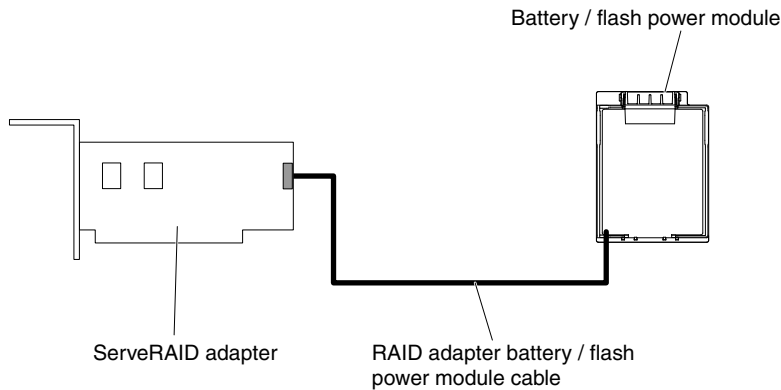 Battery / flash power module
ServeRAID adapter
RAID adapter battery / flash
power module cable